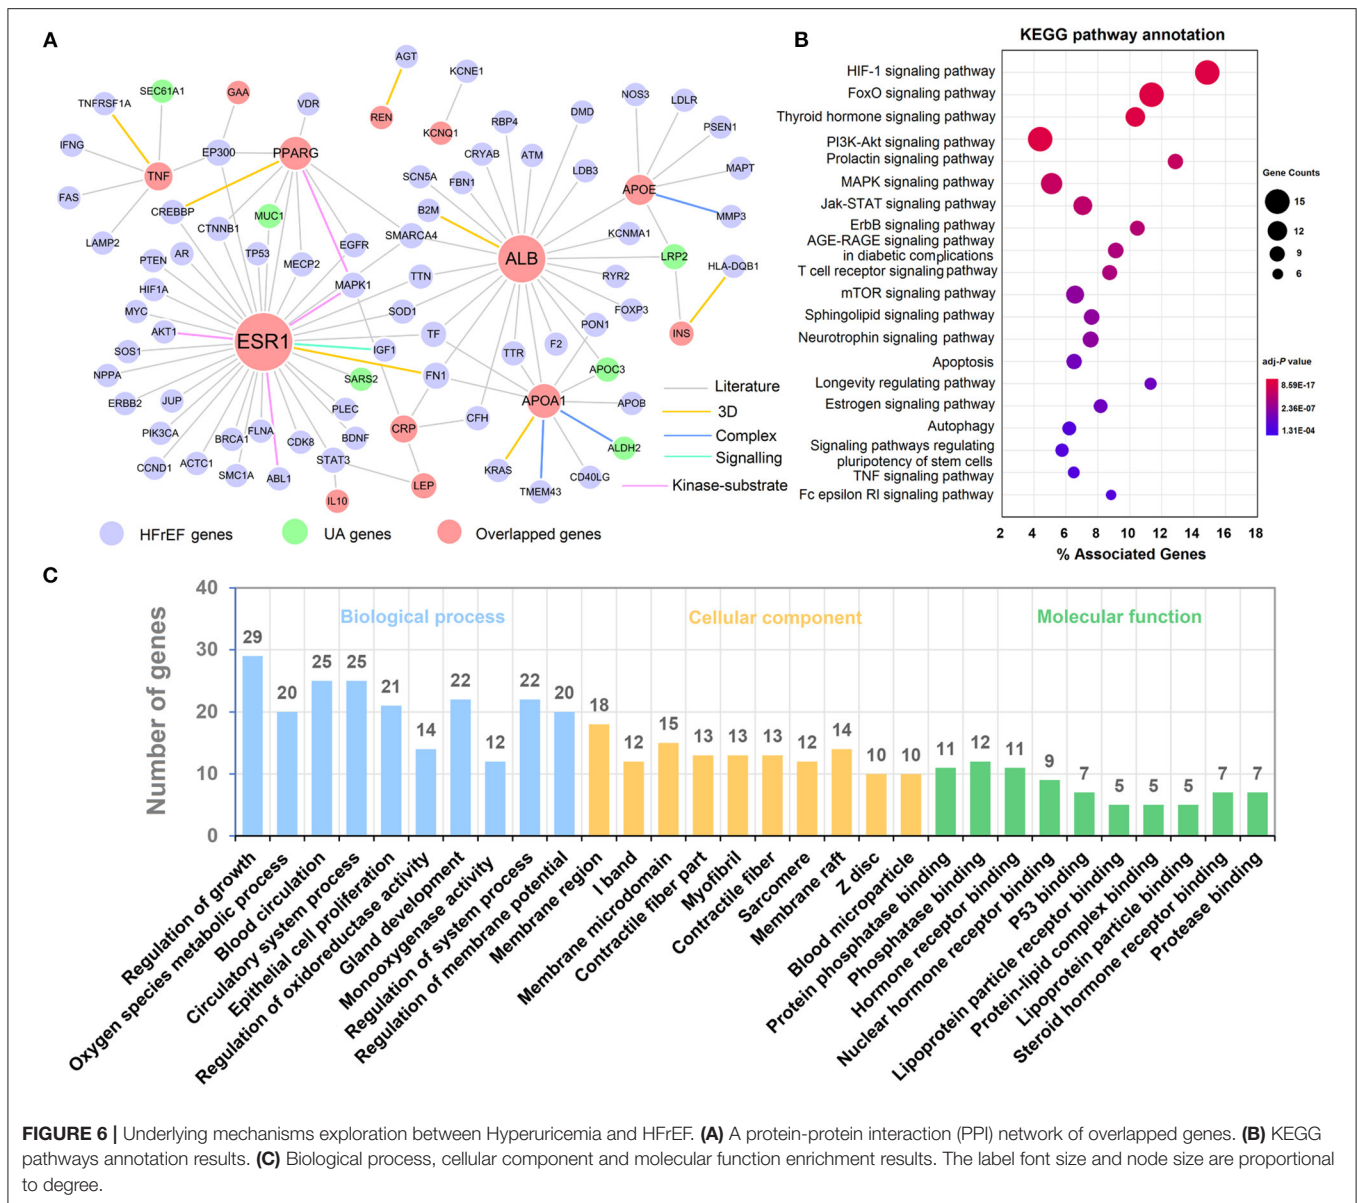 A
AGT
KCNE1
SEC61A1
GAA
NOS3
LDLR
TNFRSF1A
VDR
DMD
REN
RBP4
PSEN1
KCNQ1
IFNG
EP300
PPARG
CRYAB
ATM
TNF
SCN5A
FBN1
LDB3
MAPT
APOE
FAS
CREBBP
MUC1
B2M
MMP3
CTNNB1
LAMP2
EGFR
SMARCA4
KCNMA1
AR
TP53
PTEN
MECP2
ALB
LRP2
HLA-DQB1
TTN
RYR2
HIF1A
MAPK1
MYC
SOD1
FOXP3
AKT1
ESR1
TF
PON1
INS
SOS1
IGF1
TTR
F2
NPPA
SARS2
FN1
APOC3
Literature
ERBB2
JUP
PLEC
APOA1
APOB
3D
PIK3CA
BRCA1
FLNA
CDK8
BDNF
CRP
CFH
Complex
ALDH2
Signalling
CCND1
ACTC1
SMC1A
ABL1
STAT3
KRAS
CD40LG
Kinase-substrate
IL10
LEP
TMEM43
HFrEF genes
UA genes
Overlapped genes
B
KEGG pathway annotation
HIF-1 signaling pathway
FoxO signaling pathway
Thyroid hormone signaling pathway
PI3K-Akt signaling pathway
Prolactin signaling pathway
MAPK signaling pathway
Jak-STAT signaling pathway
ErbB signaling pathway
AGE-RAGE signaling pathway
in diabetic complications
T cell receptor signaling pathway
mTOR signaling pathway
Sphingolipid signaling pathway
Neurotrophin signaling pathway
Apoptosis
Longevity regulating pathway
Estrogen signaling pathway
Autophagy
Signaling pathways regulating
pluripotency of stem cells
TNF signaling pathway
Fc epsilon RI signaling pathway
2 4 6 8 10 12 14 16 18
% Associated Genes
Gene Counts
15
12
9
6
adj-P value
8.59E-17
2.36E-07
1.31E-04
C
Number of genes
40
30
20
10
0
Biological process
Cellular component
Molecular function
29 20 25 25 21 14 22 12 22 20 18 12 15 13 13 13 12 14 10 10 11 12 11 9 7 5 5 5 7 7
Regulation of growth
Oxygen species metabolic process
Blood circulation
Circulatory system process
Epithelial cell proliferation
Regulation of oxidoreductase activity
Gland development
Monooxygenase activity
Regulation of system process
Regulation of membrane potential
Membrane region
I band
Membrane microdomain
Contractile fiber part
Myofibril
Contractile fiber
Sarcomere
Membrane raft
Z disc
Blood microparticle
Protein phosphatase binding
Phosphatase binding
Hormone receptor binding
Nuclear hormone receptor binding
P53 binding
Lipoprotein particle receptor binding
Protein-lipid complex binding
Lipoprotein particle binding
Steroid hormone receptor binding
Protease binding
FIGURE 6 | Underlying mechanisms exploration between Hyperuricemia and HFrEF. (A) A protein-protein interaction (PPI) network of overlapped genes. (B) KEGG
pathways annotation results. (C) Biological process, cellular component and molecular function enrichment results. The label font size and node size are proportional
to degree.